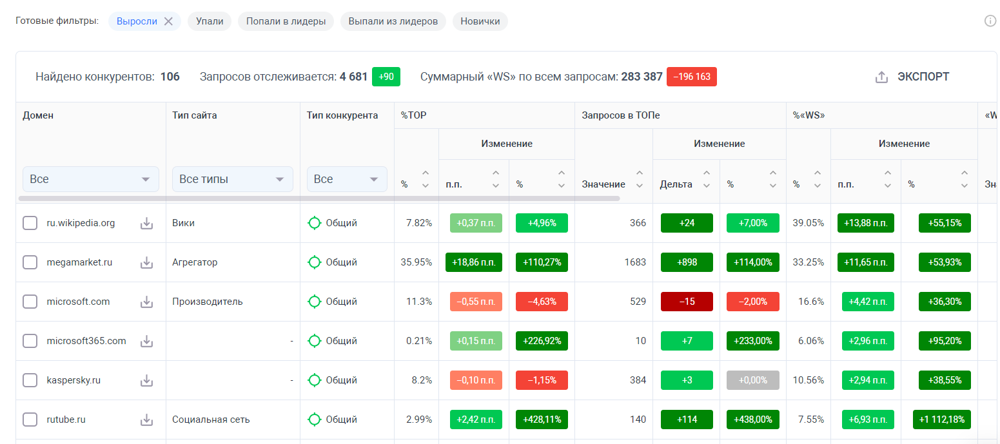 Готовые фильтры: Выросли Упали Попали в лидеры Выпали из лидеров Новички
Найдено конкурентов: 106 Запросов отслеживается: 4 681 +90 Суммарный «WS» по всем запросам: 283 387 –196 163 ЭКСПОРТ
Домен Тип сайта Тип конкурента %TOP Запросов в ТОПе %«WS» «W
Изменение Изменение Изменение
Все Все типы Все % п.п. % Значение Дельта % % п.п. % Зн
ru.wikipedia.org Вики Общий 7.82% +0,37 п.п. +4,96% 366 +24 +7,00% 39.05% +13,88 п.п. +55,15%
megamarket.ru Агрегатор Общий 35.95% +18,86 п.п. +110,27% 1683 +898 +114,00% 33.25% +11,65 п.п. +53,93%
microsoft.com Производитель Общий 11.3% –0,55 п.п. –4,63% 529 –15 –2,00% 16.6% +4,42 п.п. +36,30%
microsoft365.com - Общий 0.21% +0,15 п.п. +226,92% 10 +7 +233,00% 6.06% +2,96 п.п. +95,20%
kaspersky.ru - Общий 8.2% –0,10 п.п. –1,15% 384 +3 +0,00% 10.56% +2,94 п.п. +38,55%
rutube.ru Социальная сеть Общий 2.99% +2,42 п.п. +428,11% 140 +114 +438,00% 7.55% +6,93 п.п. +1 112,18%